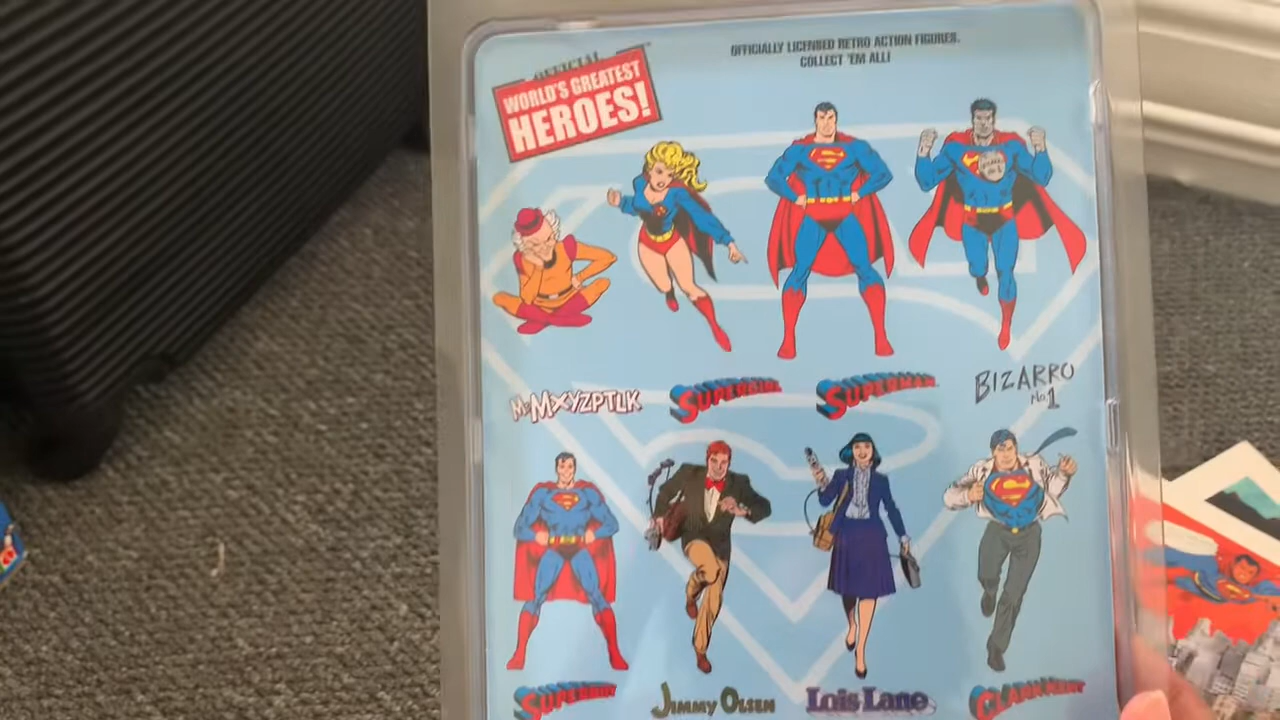 OFFICIAL
WORLD'S GREATEST
HEROES!
OFFICIALLY LICENSED RETRO ACTION FIGURES.
COLLECT 'EM ALL!
Mr. MXYZPTLK
SUPERGIRL
SUPERMAN
BIZARRO
No.1
SUPERBOY
JIMMY OLSEN
Lois Lane
CLARK KENT